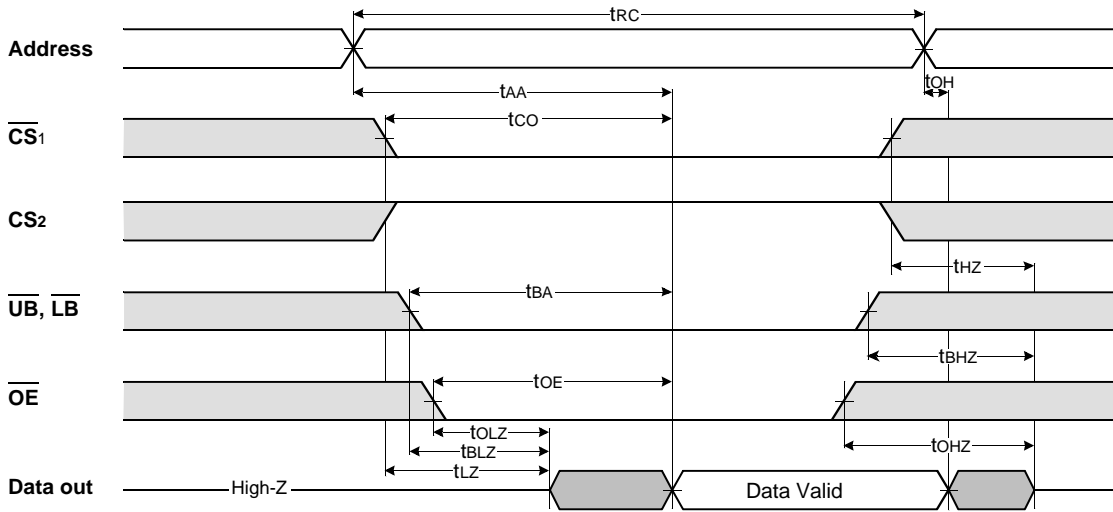 tRC
Address
tOH
tAA
tCO
CS1
CS2
tHZ
tBA
UB, LB
tBHZ
tOE
OE
tOLZ
tOHZ
tBLZ
tLZ
Data out High-Z Data Valid